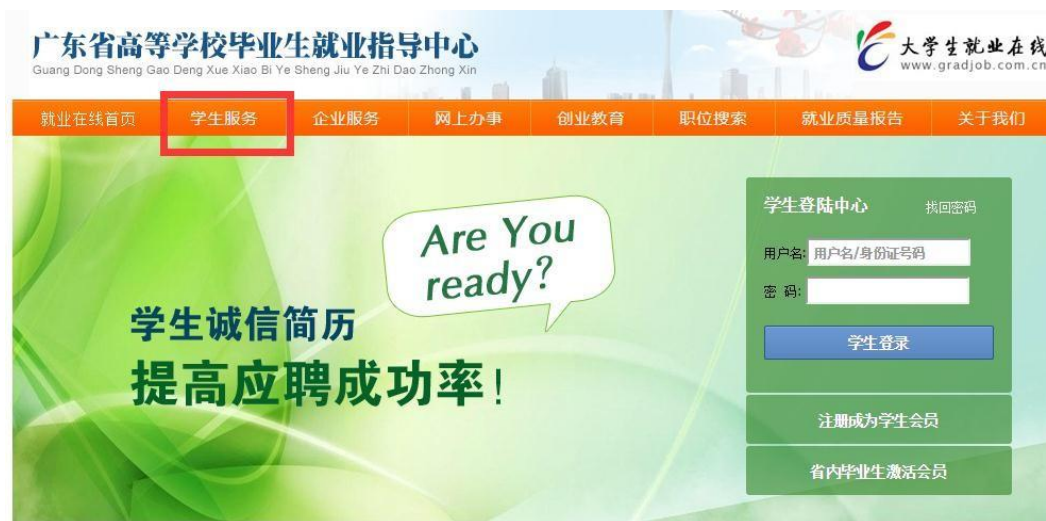 广东省高等学校毕业生就业指导中心
Guang Dong Sheng Gao Deng Xue Xiao Bi Ye Sheng Jiu Ye Zhi Dao Zhong Xin
大学生就业在线
www.gradjob.com.cn
就业在线首页 学生服务 企业服务 网上办事 创业教育 职位搜索 就业质量报告 关于我们
Are You
ready?
学生诚信简历
提高应聘成功率!
学生登陆中心 找回密码
用户名: 用户名/身份证号码
密 码:
学生登录
注册成为学生会员
省内毕业生激活会员